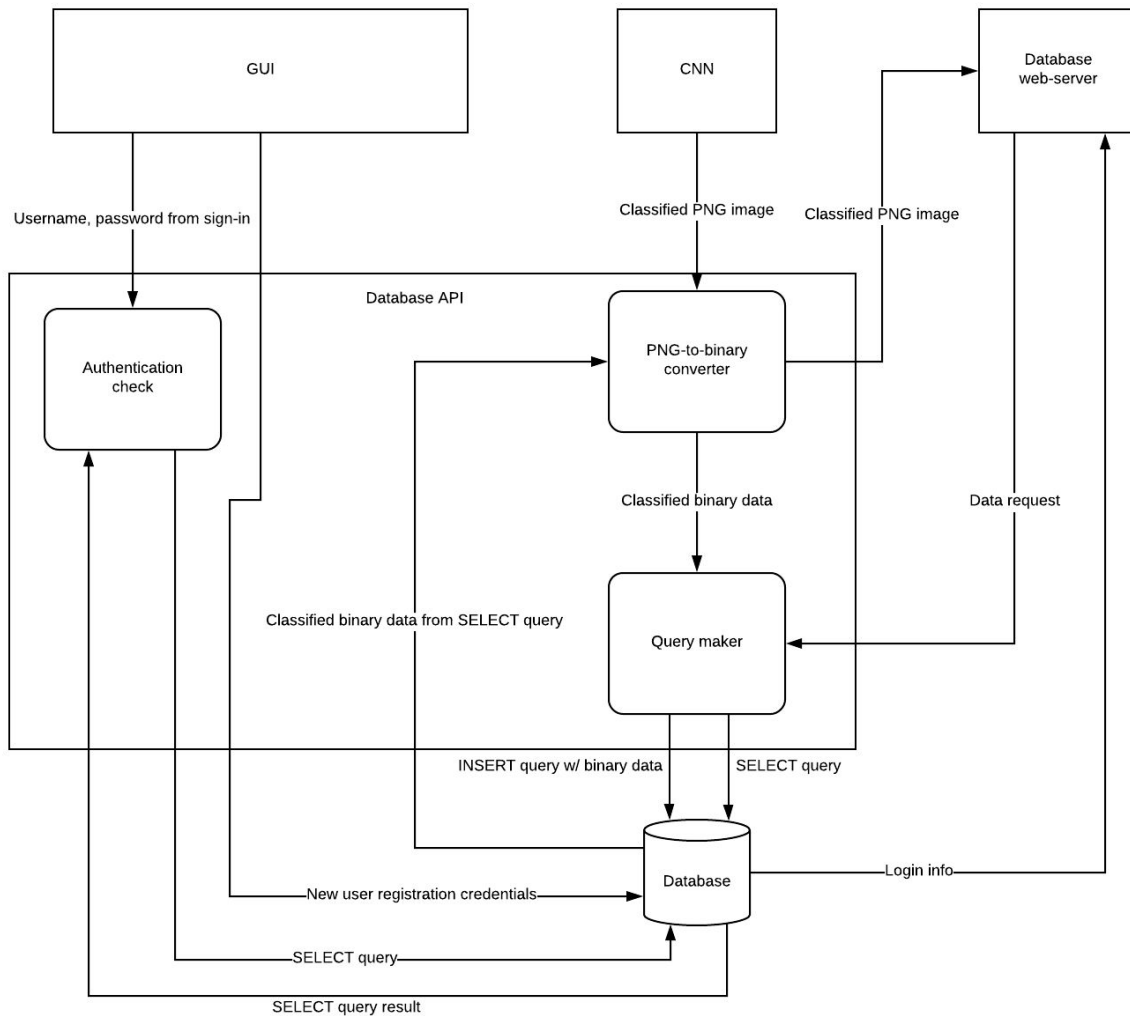 GUI
CNN
Database
web-server
Username, password from sign-in
Classified PNG image
Classified PNG image
Database API
Authentication
check
PNG-to-binary
converter
Classified binary data
Data request
Classified binary data from SELECT query
Query maker
INSERT query w/ binary data
SELECT query
Database
Login info
New user registration credentials
SELECT query
SELECT query result